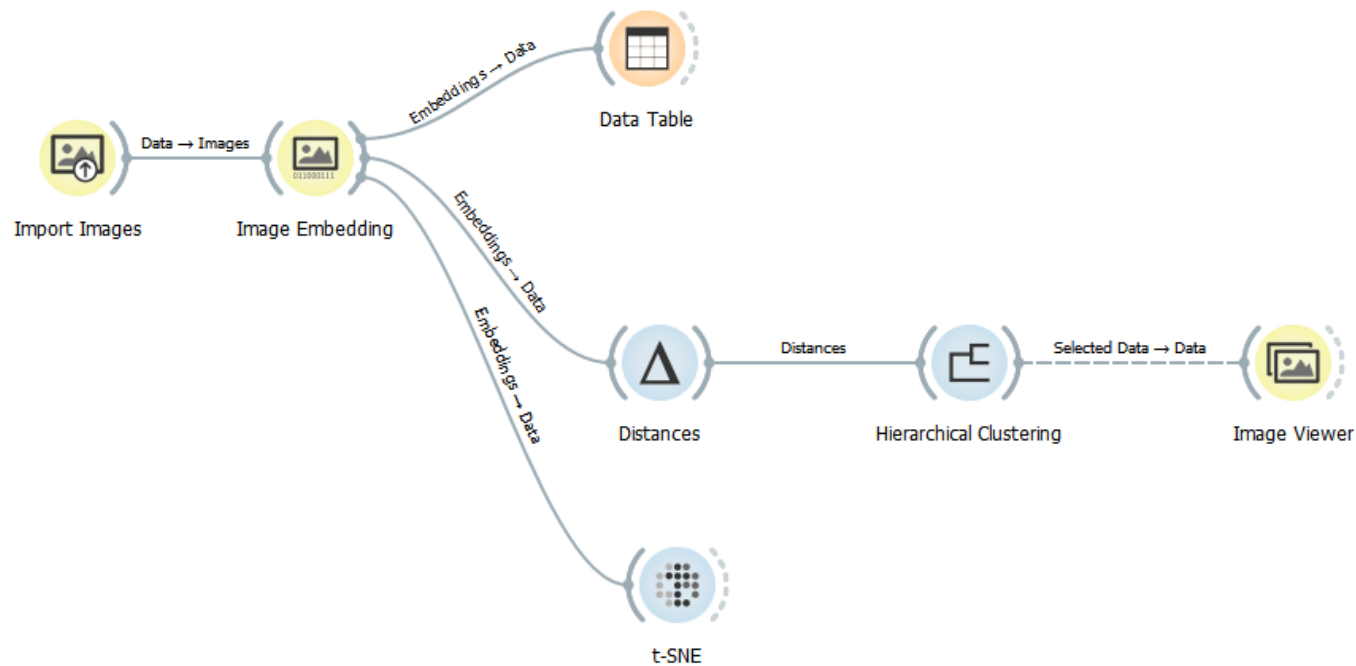 Embeddings → Data
Data Table
Data → Images
Import Images
Image Embedding
011000111
Embeddings → Data
Embeddings → Data
Distances
Selected Data → Data
Distances
Hierarchical Clustering
Image Viewer
t-SNE